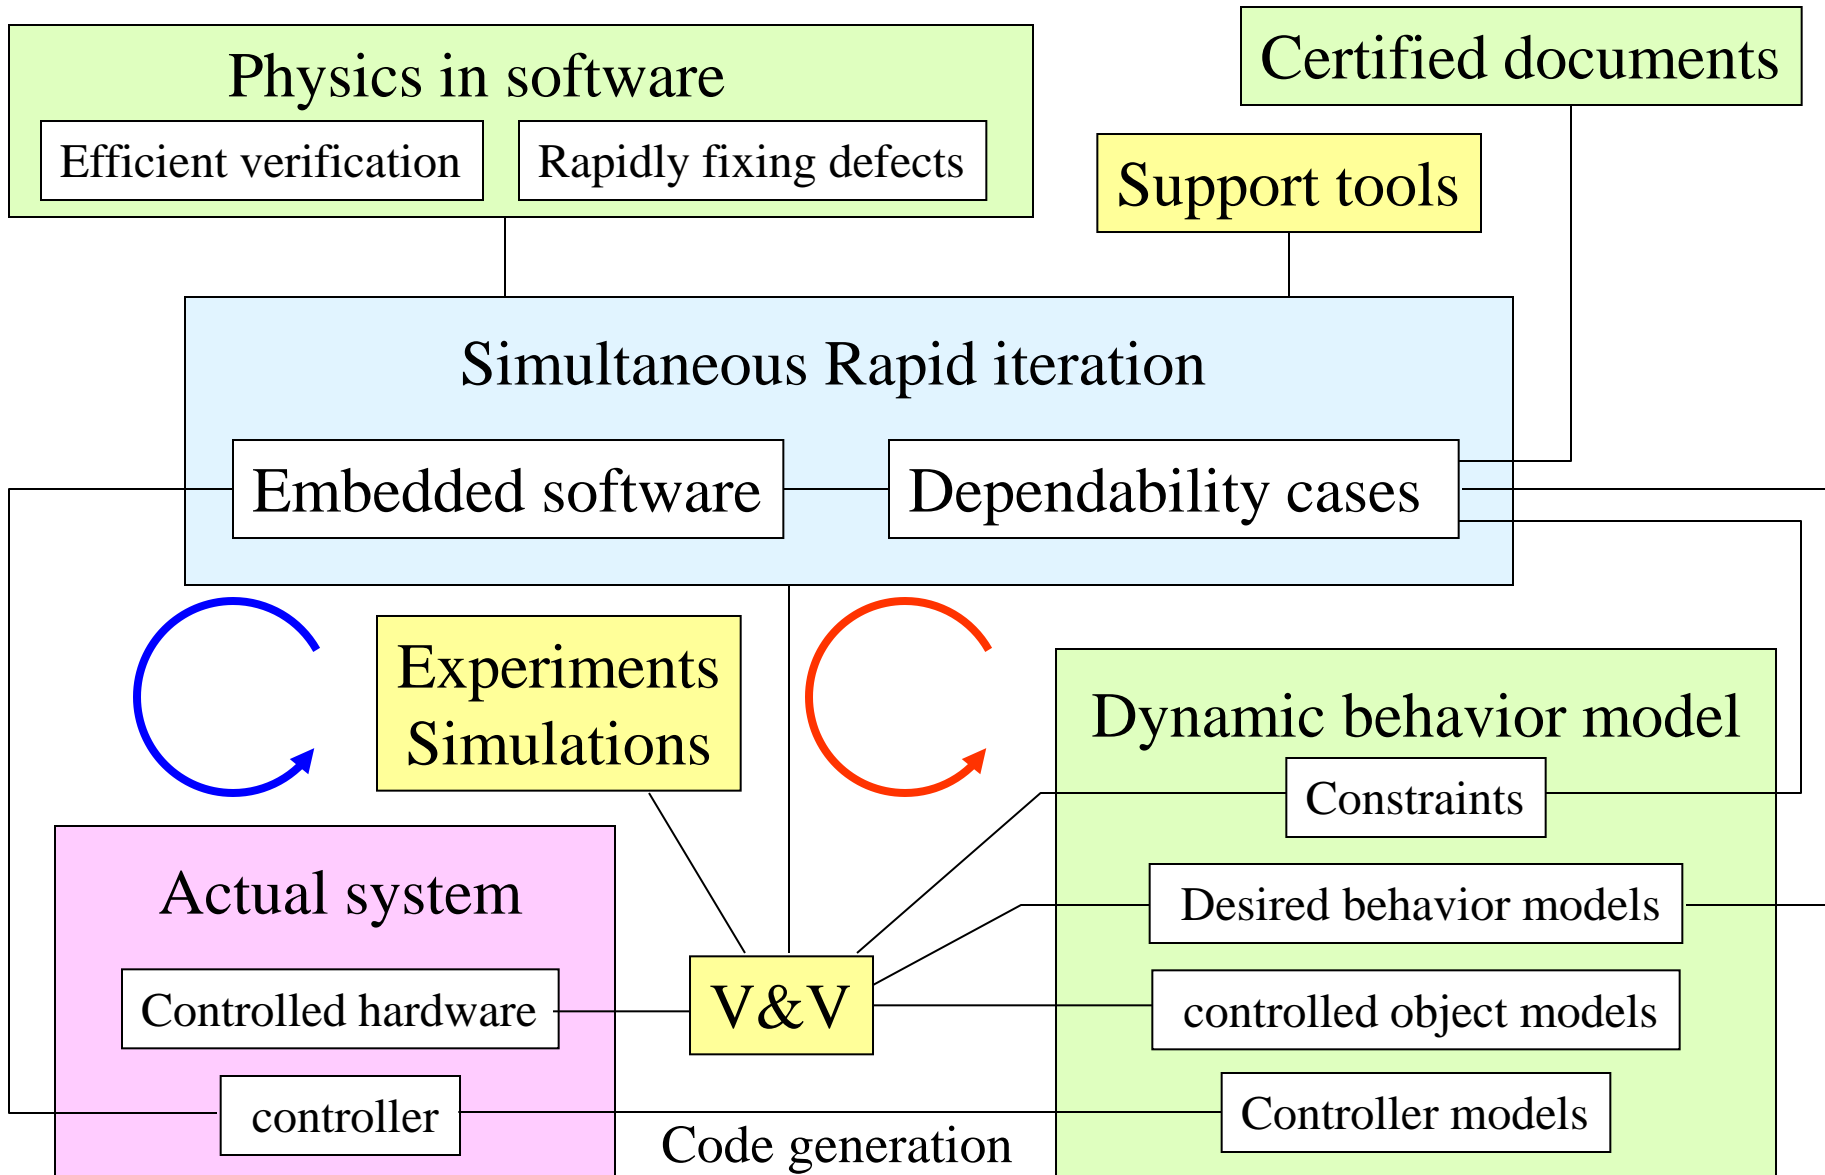 Physics in software
Efficient verification
Rapidly fixing defects
Certified documents
Support tools
Simultaneous Rapid iteration
Embedded software
Dependability cases
Experiments
Simulations
Dynamic behavior model
Constraints
Desired behavior models
controlled object models
Controller models
Actual system
Controlled hardware
controller
V&V
Code generation